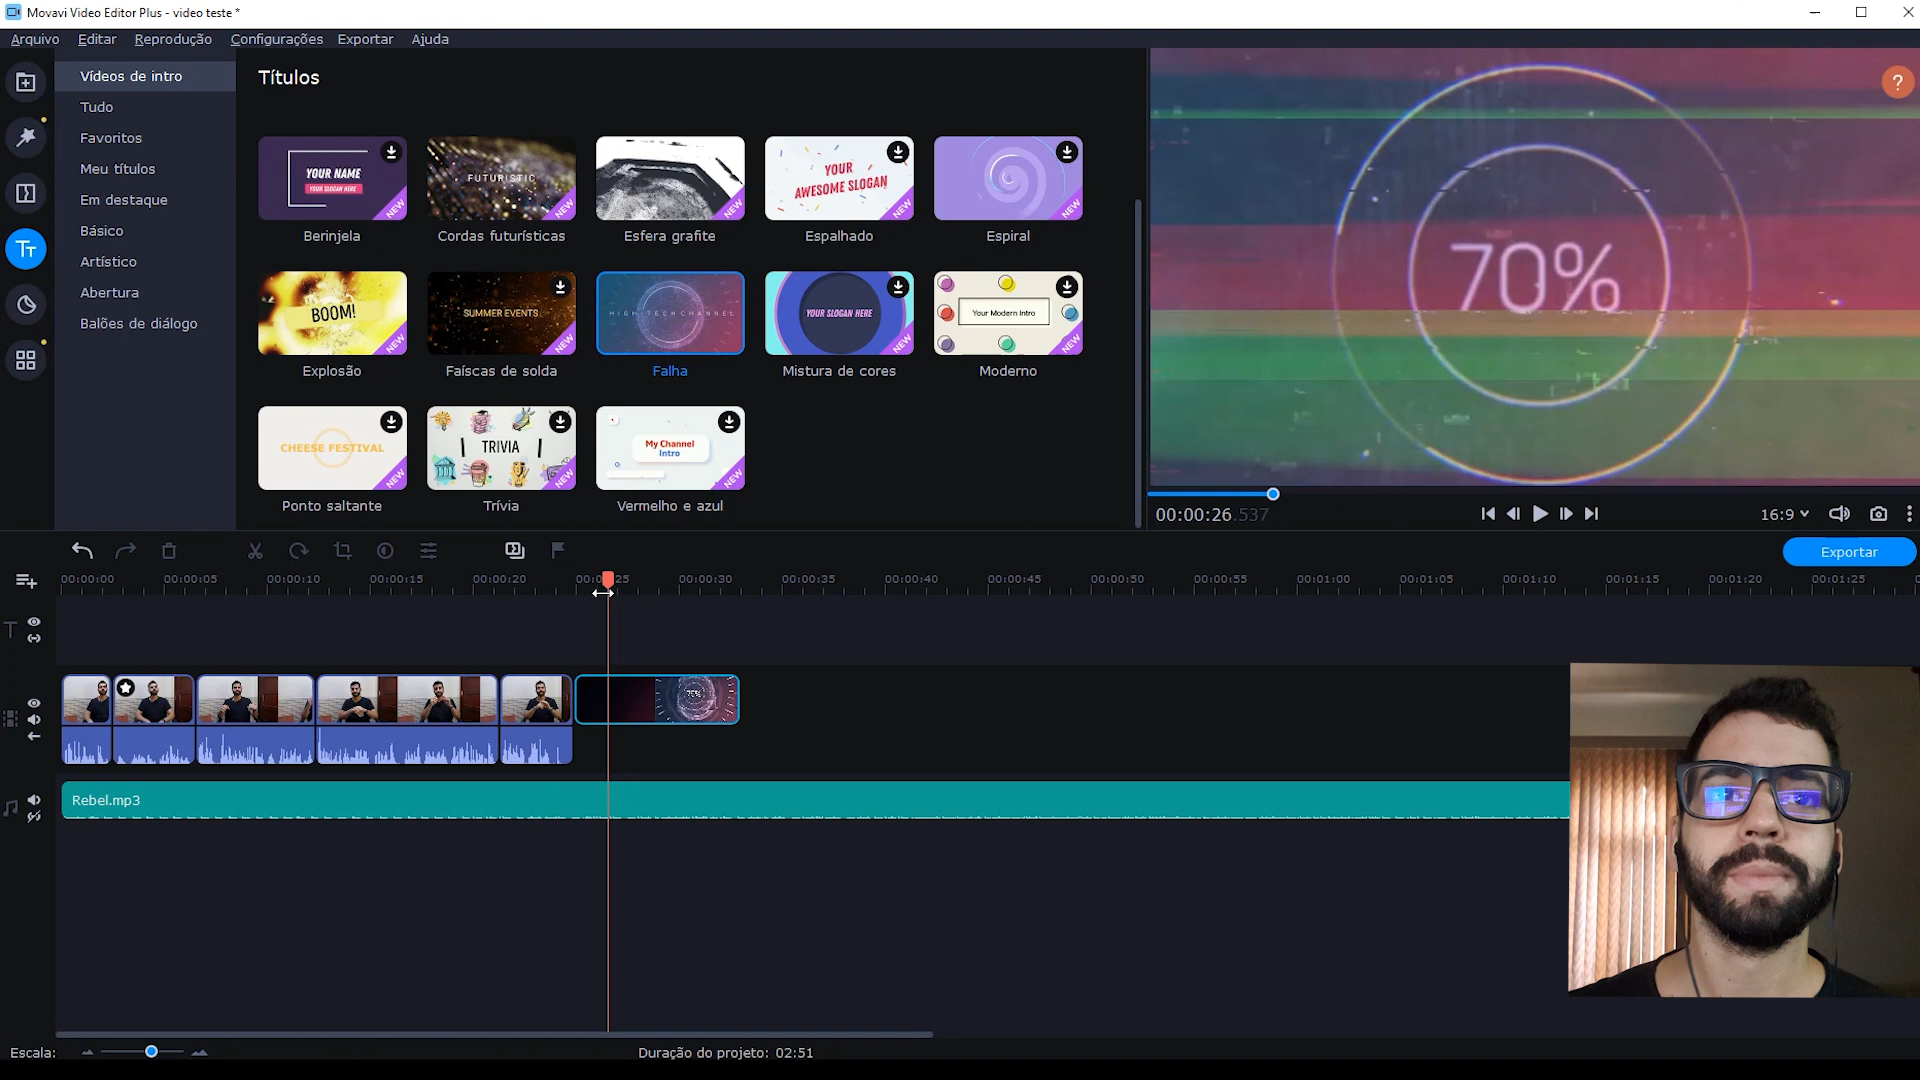 Movavi Video Editor Plus - video teste *
Arquivo Editar Reprodução Configurações Exportar Ajuda
Vídeos de intro
Tudo
Favoritos
Meu títulos
Em destaque
Básico
Artístico
Abertura
Balões de diálogo
Títulos
YOUR NAME
YOUR SLOGAN HERE
NEW
Berinjela
FUTURISTIC
NEW
Cordas futurísticas
NEW
Esfera grafite
YOUR
AWESOME SLOGAN
NEW
Espalhado
NEW
Espiral
BOOM!
NEW
Explosão
SUMMER EVENTS
NEW
Faíscas de solda
HIGH TECH CHANNEL
Falha
YOUR SLOGAN HERE
NEW
Mistura de cores
Your Modern Intro
NEW
Moderno
CHEESE FESTIVAL
NEW
Ponto saltante
TRIVIA
NEW
Trívia
My Channel
Intro
NEW
Vermelho e azul
?
70%
00:00:26.537
16:9
Exportar
00:00:00 00:00:05 00:00:10 00:00:15 00:00:20 00:00:25 00:00:30 00:00:35 00:00:40 00:00:45 00:00:50 00:00:55 00:01:00 00:01:05 00:01:10 00:01:15 00:01:20 00:01:25
Rebel.mp3
Escala:
Duração do projeto: 02:51